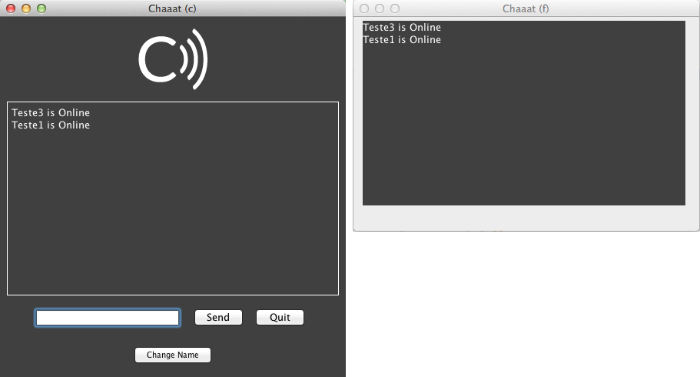 Chaaat (c)
C
Teste3 is Online
Teste1 is Online
Send
Quit
Change Name
Chaaat (f)
Teste3 is Online
Teste1 is Online